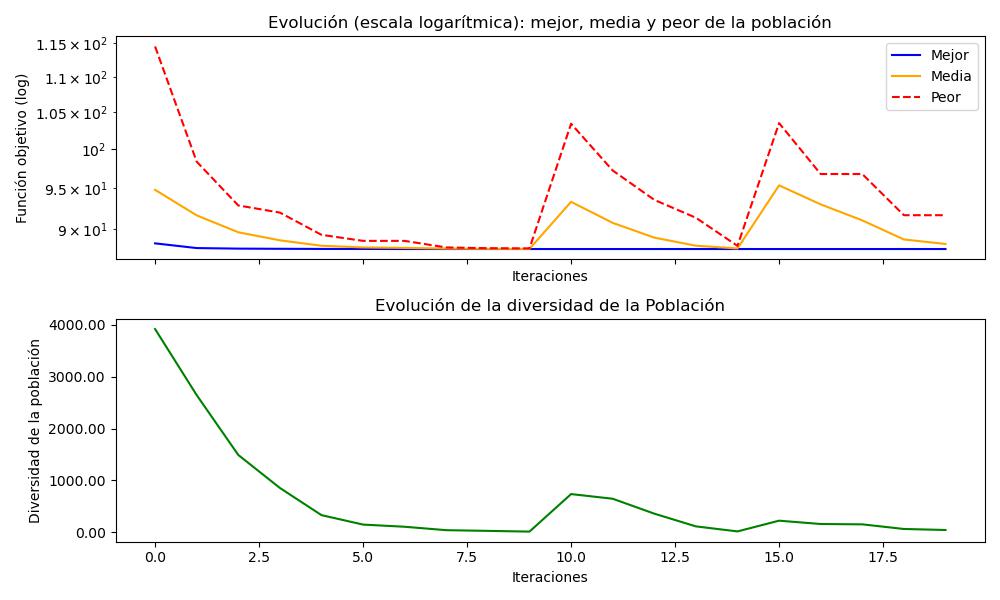 Evolución (escala logarítmica): mejor, media y peor de la población
Función objetivo (log)
1.15 × 10²
1.1 × 10²
1.05 × 10²
10²
9.5 × 10¹
9 × 10¹
Mejor
Media
Peor
Iteraciones
Evolución de la diversidad de la Población
Diversidad de la población
4000.00
3000.00
2000.00
1000.00
0.00
0.0 2.5 5.0 7.5 10.0 12.5 15.0 17.5
Iteraciones